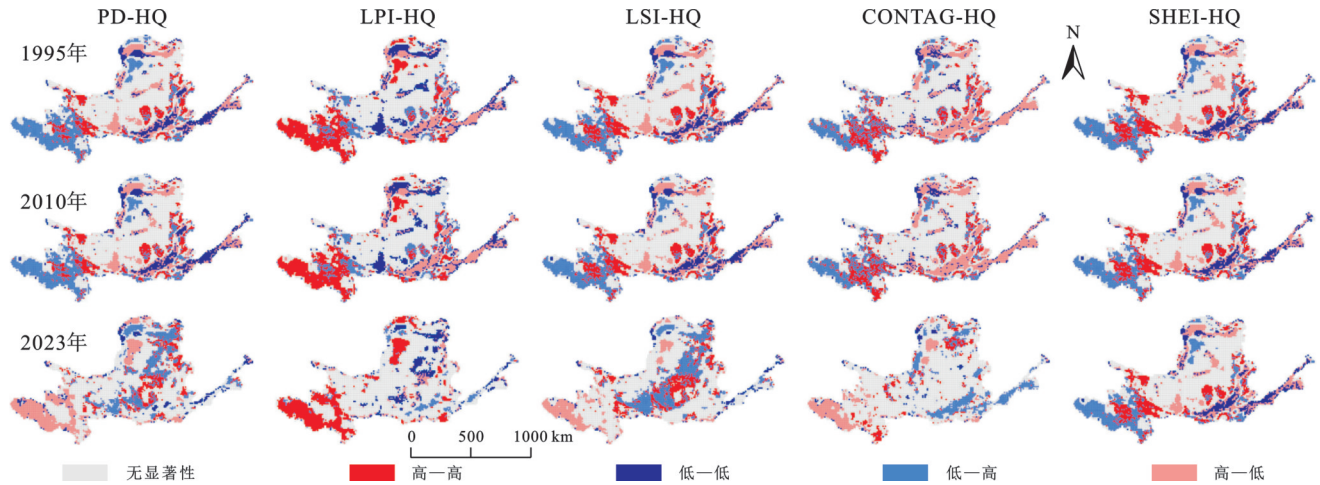 PD-HQ LPI-HQ LSI-HQ CONTAG-HQ SHEI-HQ
1995年
N
2010年
2023年
0 500 1000 km
无显著性 高—高 低—低 低—高 高—低